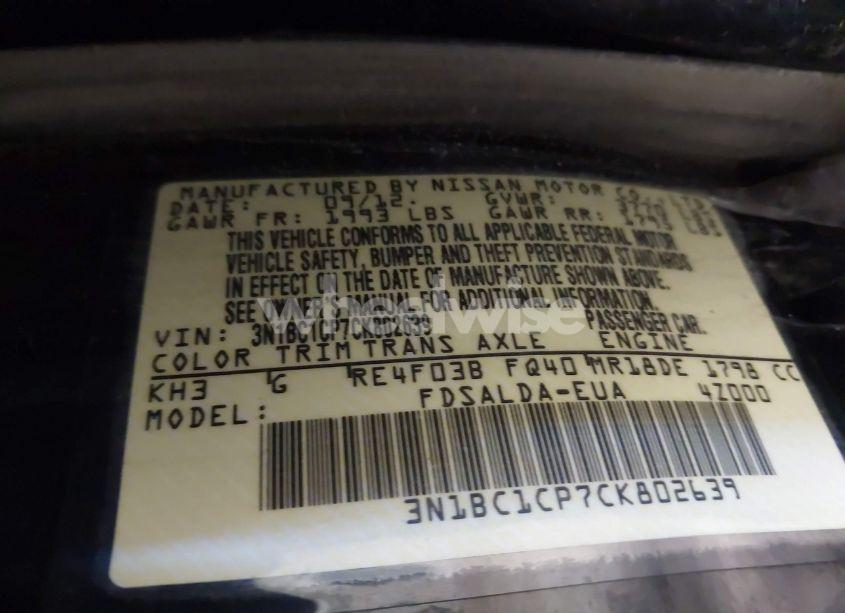 MANUFACTURED BY NISSAN MOTOR CO.
DATE: 09/12. GVWR:
GAWR FR: 1993 LBS GAWR RR: LBS
THIS VEHICLE CONFORMS TO ALL APPLICABLE FEDERAL MOTOR
VEHICLE SAFETY, BUMPER AND THEFT PREVENTION STANDARDS
IN EFFECT ON THE DATE OF MANUFACTURE SHOWN ABOVE.
SEE OWNER'S MANUAL FOR ADDITIONAL INFORMATION.
wheelwise
VIN: 3N1BC1CP7CK802639 PASSENGER CAR.
COLOR TRIM TRANS AXLE ENGINE
KH3 G RE4F03B FQ40 MR18DE 1798 CC
MODEL: FDSALDA-EUA 4Z000
3N1BC1CP7CK802639